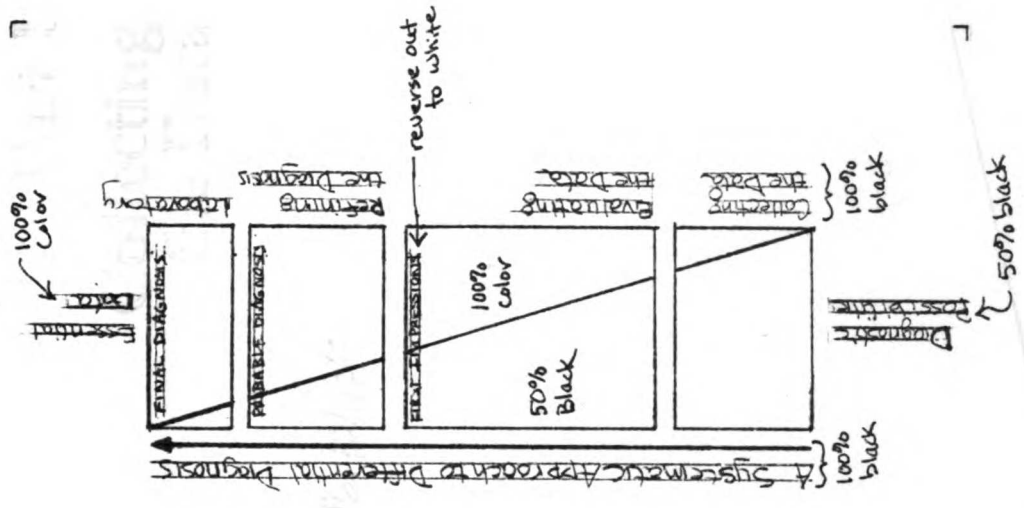 100%
color
Essential
Data
Laboratory
Refining
the Diagnosis
Evaluating
the Data
Collecting
the Data
100%
black
reverse out
to white
FINAL DIAGNOSIS
PROBABLE DIAGNOSIS
FIRST IMPRESSIONS
100%
color
50%
Black
Diagnostic
Possibilities
50% black
A Systematic Approach to Differential Diagnosis
100%
black